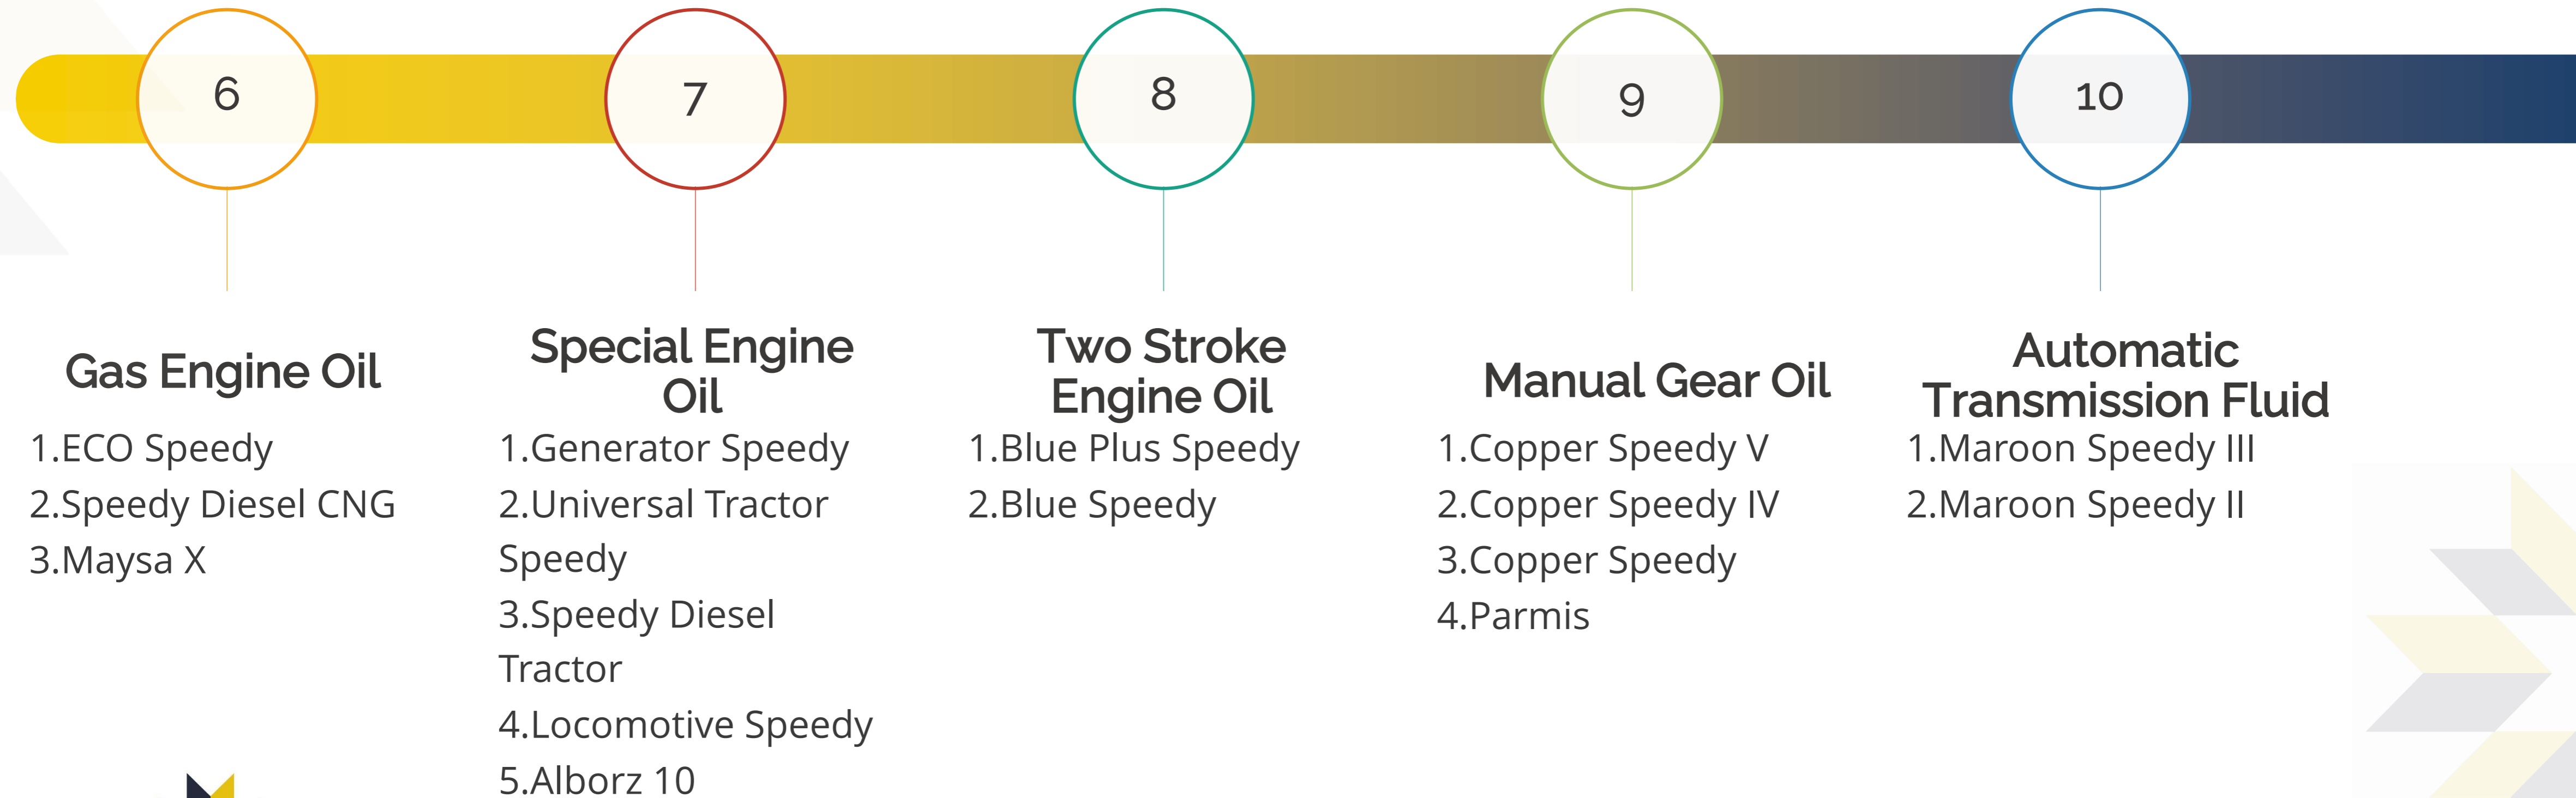 6
7
8
9
10
Gas Engine Oil
1.ECO Speedy
2.Speedy Diesel CNG
3.Maysa X
Special Engine
Oil
1.Generator Speedy
2.Universal Tractor
Speedy
3.Speedy Diesel
Tractor
4.Locomotive Speedy
5.Alborz 10
Two Stroke
Engine Oil
1.Blue Plus Speedy
2.Blue Speedy
Manual Gear Oil
1.Copper Speedy V
2.Copper Speedy IV
3.Copper Speedy
4.Parmis
Automatic
Transmission Fluid
1.Maroon Speedy III
2.Maroon Speedy II